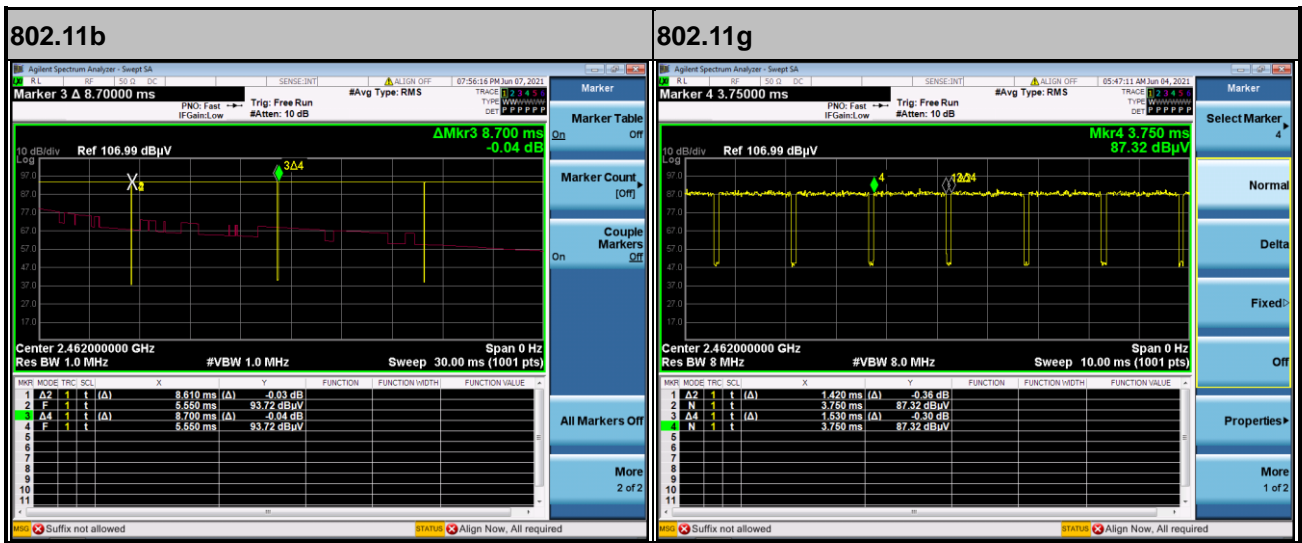 802.11b
Agilent Spectrum Analyzer - Swept SA
RL RF 50 Ω DC SENSE:INT ALIGN OFF 07:56:16 PM Jun 07, 2021
Marker 3 Δ 8.70000 ms
PNO: Fast Trig: Free Run
IFGain:Low #Atten: 10 dB
#Avg Type: RMS
TRACE 1 2 3 4 5 6
TYPE WWWWWW
DET P P P P P P
ΔMkr3 8.700 ms
-0.04 dB
10 dB/div Ref 106.99 dBµV
Log
97.0
87.0
77.0
67.0
57.0
47.0
37.0
27.0
17.0
3Δ4
Center 2.462000000 GHz Span 0 Hz
Res BW 1.0 MHz #VBW 1.0 MHz Sweep 30.00 ms (1001 pts)
MKR MODE TRC SCL X Y FUNCTION FUNCTION WIDTH FUNCTION VALUE
1 Δ2 1 t (Δ) 8.610 ms (Δ) -0.03 dB
2 F 1 t 5.550 ms 93.72 dBµV
3 Δ4 1 t (Δ) 8.700 ms (Δ) -0.04 dB
4 F 1 t 5.550 ms 93.72 dBµV
5
6
7
8
9
10
11
MSG Suffix not allowed STATUS Align Now, All required
Marker
Marker Table
On Off
Marker Count
[Off]
Couple
Markers
On Off
All Markers Off
More
2 of 2
802.11g
Agilent Spectrum Analyzer - Swept SA
RL RF 50 Ω DC SENSE:INT ALIGN OFF 05:47:11 AM Jun 04, 2021
Marker 4 3.75000 ms
PNO: Fast Trig: Free Run
IFGain:Low #Atten: 10 dB
#Avg Type: RMS
TRACE 1 2 3 4 5 6
TYPE WWWWWW
DET P P P P P P
Mkr4 3.750 ms
87.32 dBµV
10 dB/div Ref 106.99 dBµV
Log
97.0
87.0
77.0
67.0
57.0
47.0
37.0
27.0
17.0
4
Center 2.462000000 GHz Span 0 Hz
Res BW 8 MHz #VBW 8.0 MHz Sweep 10.00 ms (1001 pts)
MKR MODE TRC SCL X Y FUNCTION FUNCTION WIDTH FUNCTION VALUE
1 Δ2 1 t (Δ) 1.420 ms (Δ) -0.36 dB
2 N 1 t 3.750 ms 87.32 dBµV
3 Δ4 1 t (Δ) 1.530 ms (Δ) -0.30 dB
4 N 1 t 3.750 ms 87.32 dBµV
5
6
7
8
9
10
11
MSG Suffix not allowed STATUS Align Now, All required
Marker
Select Marker
4
Normal
Delta
Fixed
Off
Properties
More
1 of 2